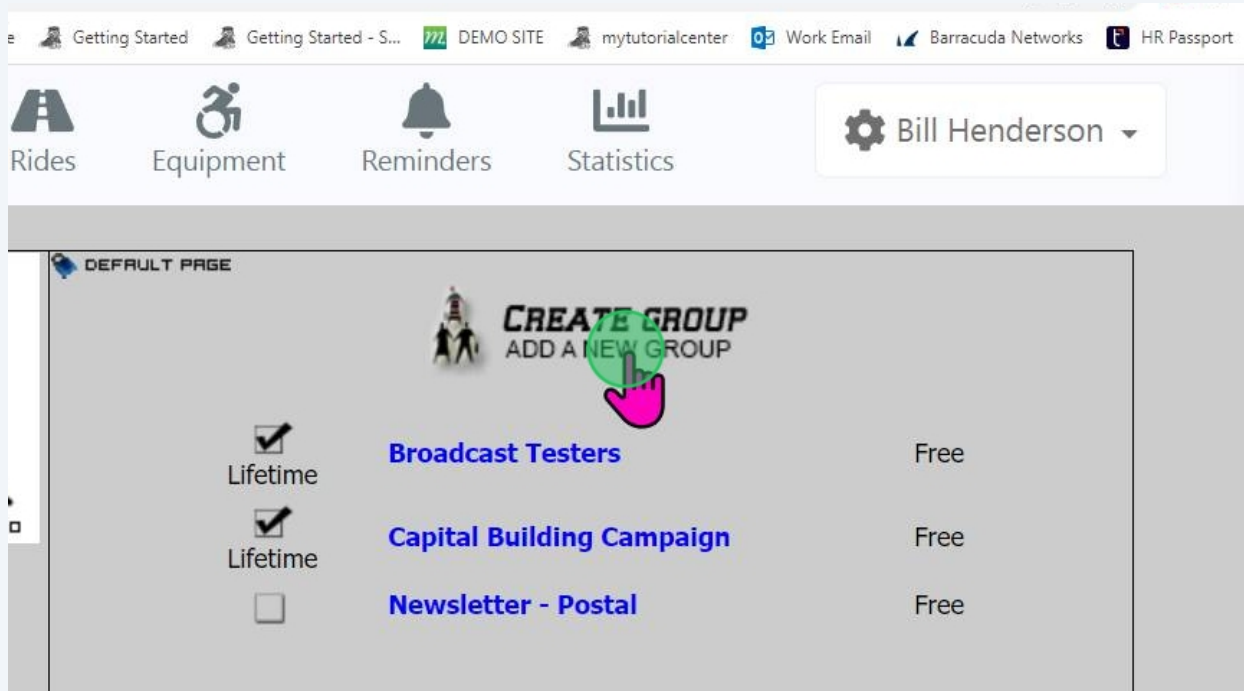 e Getting Started Getting Started - S... DEMO SITE mytutorialcenter Work Email Barracuda Networks HR Passport
Rides Equipment Reminders Statistics Bill Henderson
DEFAULT PAGE
CREATE GROUP
ADD A NEW GROUP
Lifetime Broadcast Testers Free
Lifetime Capital Building Campaign Free
Newsletter - Postal Free